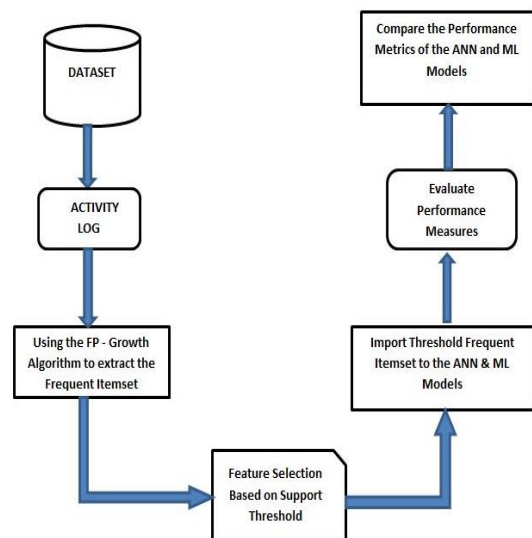 DATASET
ACTIVITY
LOG
Using the FP - Growth
Algorithm to extract the
Frequent Itemset
Feature Selection
Based on Support
Threshold
Import Threshold Frequent
Itemset to the ANN & ML
Models
Evaluate
Performance
Measures
Compare the Performance
Metrics of the ANN and ML
Models